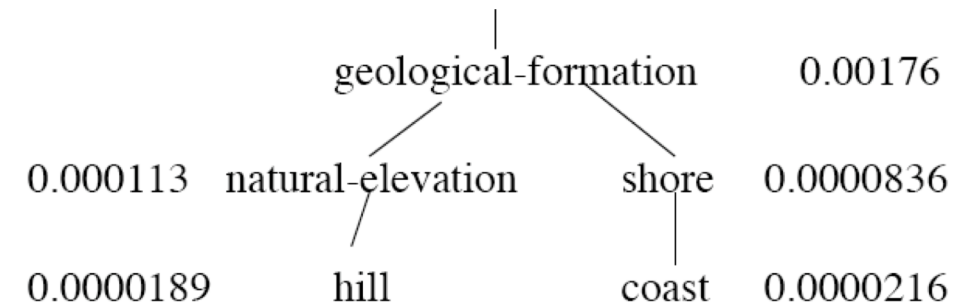 geological-formation 0.00176
0.000113 natural-elevation shore 0.0000836
0.0000189 hill coast 0.0000216